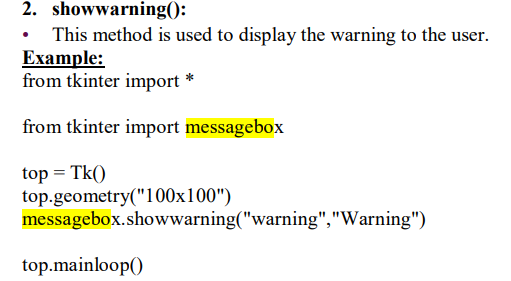 2. showwarning():
• This method is used to display the warning to the user.
Example:
from tkinter import *
from tkinter import messagebox
top = Tk()
top.geometry("100x100")
messagebox.showwarning("warning","Warning")
top.mainloop()